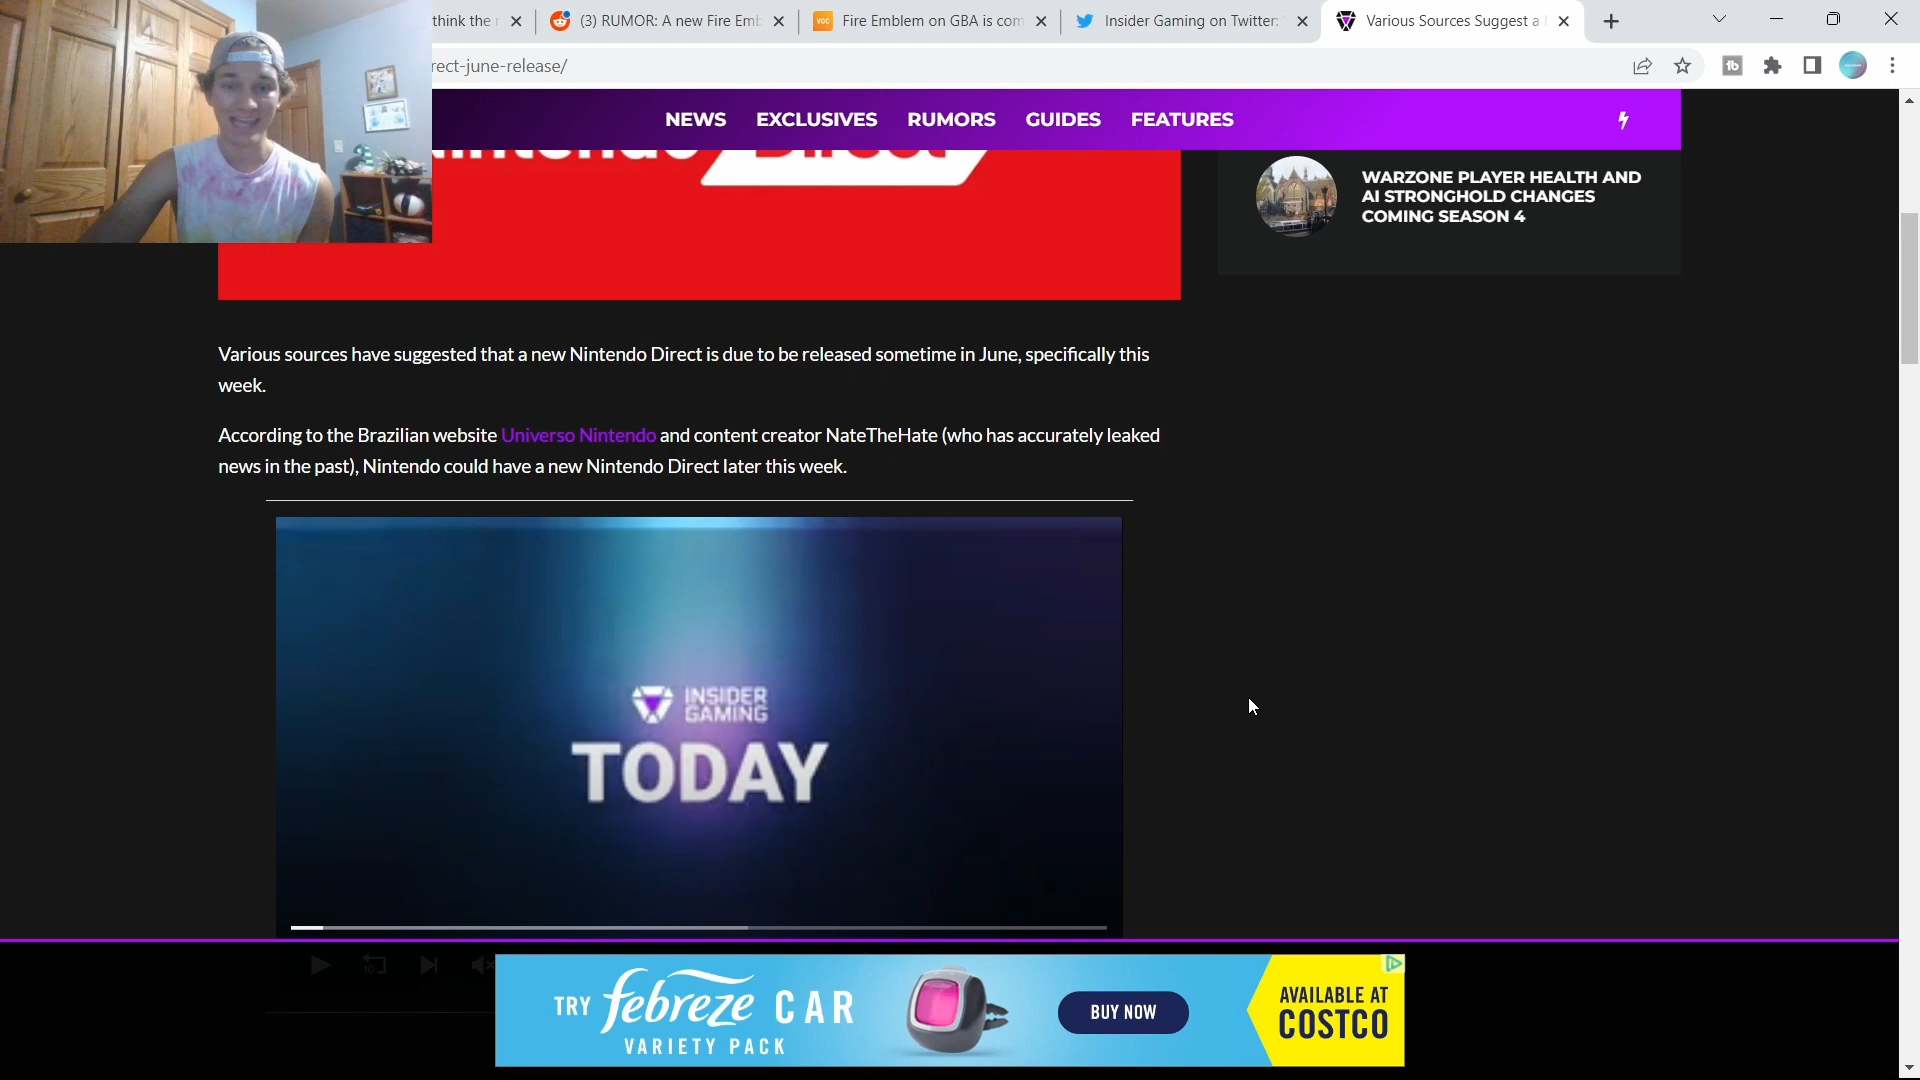 think the r
(3) RUMOR: A new Fire Emb
VGC
Fire Emblem on GBA is com
Insider Gaming on Twitter:
Various Sources Suggest a
rect-june-release/
NEWS
EXCLUSIVES
RUMORS
GUIDES
FEATURES
Nintendo Direct
WARZONE PLAYER HEALTH AND
AI STRONGHOLD CHANGES
COMING SEASON 4
Various sources have suggested that a new Nintendo Direct is due to be released sometime in June, specifically this
week.
According to the Brazilian website Universo Nintendo and content creator NateTheHate (who has accurately leaked
news in the past), Nintendo could have a new Nintendo Direct later this week.
INSIDER
GAMING
TODAY
10
TRY febreze CAR
VARIETY PACK
BUY NOW
AVAILABLE AT
COSTCO